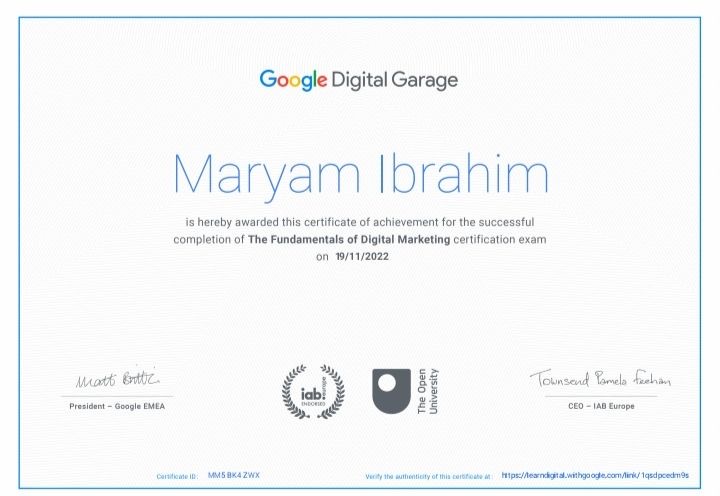 Google Digital Garage
Maryam Ibrahim
is hereby awarded this certificate of achievement for the successful
completion of The Fundamentals of Digital Marketing certification exam
on 19/11/2022
Matt Brittin
President – Google EMEA
iab: europe
ENDORSED
The Open
University
Townsend Pamela Feehan
CEO – IAB Europe
Certificate ID: MM5 BK4 ZWX
Verify the authenticity of this certificate at: https://learndigital.withgoogle.com/link/1qsdpcedm9s